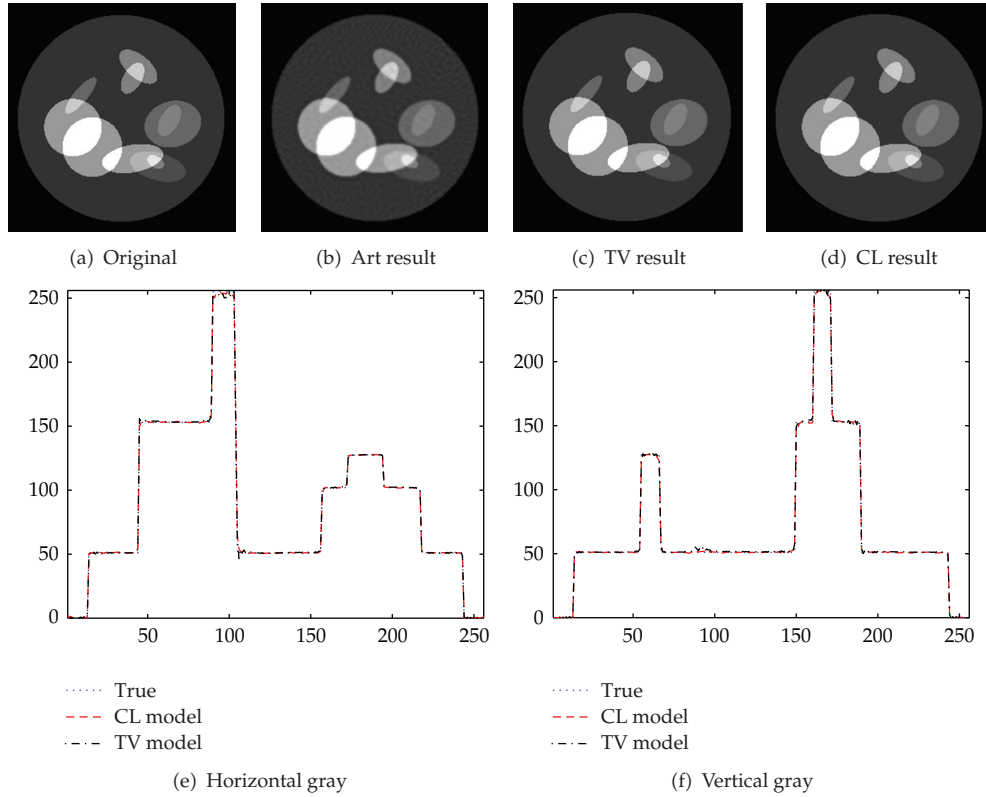 (a) Original
(b) Art result
(c) TV result
(d) CL result
250
200
150
100
50
0
50 100 150 200 250
True
CL model
TV model
(e) Horizontal gray
250
200
150
100
50
0
50 100 150 200 250
True
CL model
TV model
(f) Vertical gray